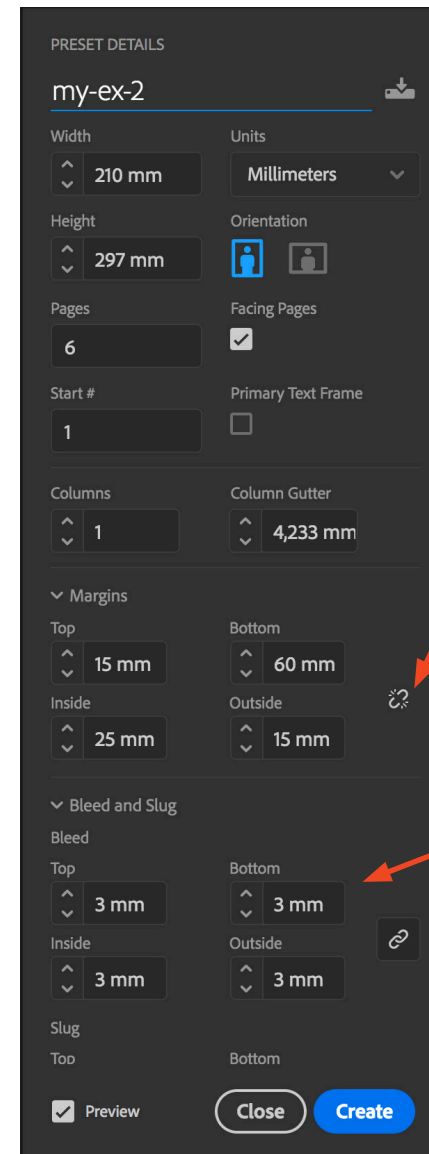 PRESET DETAILS
my-ex-2
Width Units
210 mm Millimeters
Height Orientation
297 mm
Pages Facing Pages
6
Start # Primary Text Frame
1
Columns Column Gutter
1 4,233 mm
Margins
Top Bottom
15 mm 60 mm
Inside Outside
25 mm 15 mm
Bleed and Slug
Bleed
Top Bottom
3 mm 3 mm
Inside Outside
3 mm 3 mm
Slug
Top Bottom
Preview Close Create